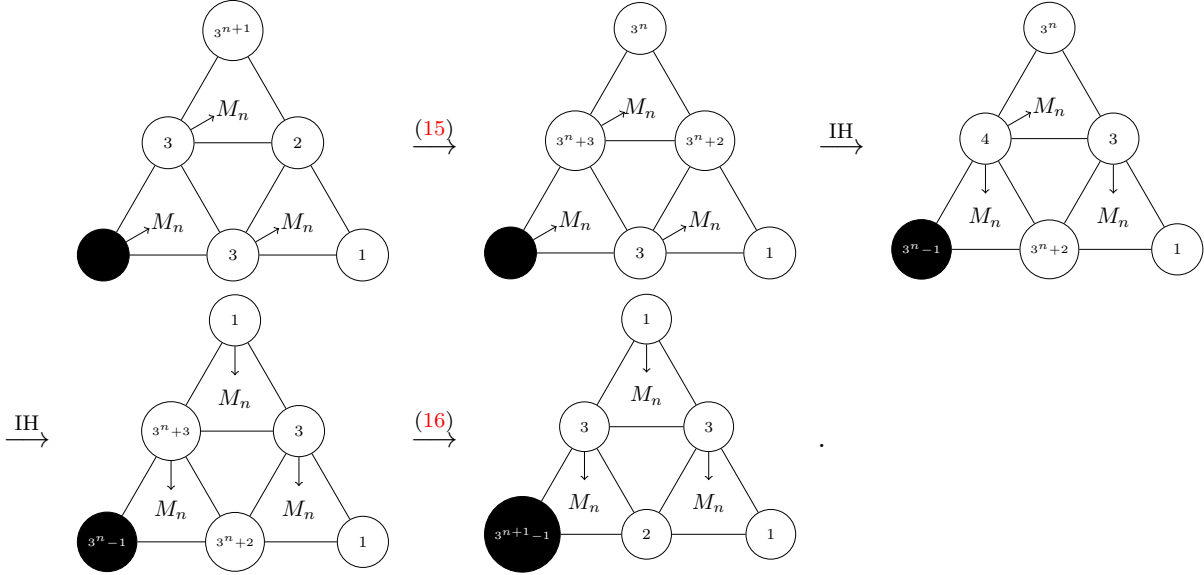 3^{n+1} 3^n 3^n
M_n M_n M_n
(15) IH
3 2 3^n+3 3^n+2 4 3
M_n M_n M_n M_n M_n M_n
3 1 3 1 3^n-1 3^n+2 1
1 1
M_n M_n
IH (16)
3^n+3 3 3 3 .
M_n M_n M_n M_n
3^n-1 3^n+2 1 3^{n+1}-1 2 1